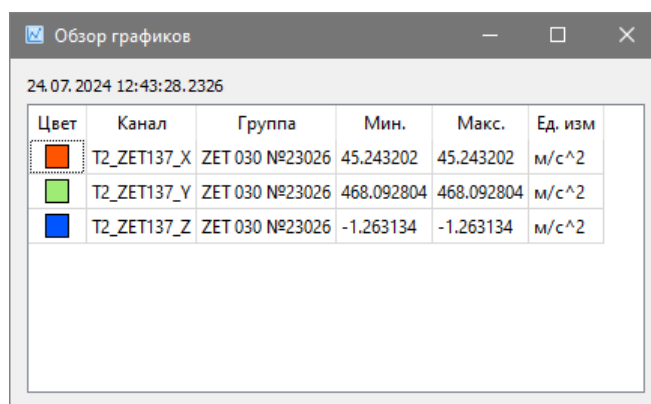 Обзор графиков
24.07.2024 12:43:28.2326
Цвет Канал Группа Мин. Макс. Ед. изм
T2_ZET137_X ZET 030 №23026 45.243202 45.243202 м/с^2
T2_ZET137_Y ZET 030 №23026 468.092804 468.092804 м/с^2
T2_ZET137_Z ZET 030 №23026 -1.263134 -1.263134 м/с^2